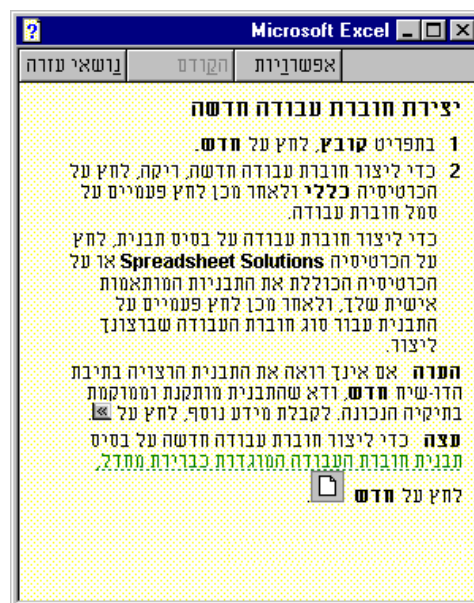 Microsoft Excel
אפשרויות הקודם נושאי עזרה
יצירת חוברת עבודה חדשה
1 בתפריט קובץ, לחץ על חדש.
2 כדי ליצור חוברת עבודה חדשה, ריקה, לחץ על
הכרטיסיה כללי ולאחר מכן לחץ פעמיים על
סמל חוברת עבודה.
כדי ליצור חוברת עבודה על בסיס תבנית, לחץ
על הכרטיסיה Spreadsheet Solutions או על
הכרטיסיה הכוללת את התבניות המותאמות
אישית שלך, ולאחר מכן לחץ פעמיים על
התבנית עבור סוג חוברת העבודה שברצונך
ליצור.
הערה אם אינך רואה את התבנית הרצויה בתיבת
הדו-שיח חדש, ודא שהתבנית מותקנת וממוקמת
בתיקיה הנכונה. לקבלת מידע נוסף, לחץ על .
עצה כדי ליצור חוברת עבודה חדשה על בסיס
תבנית חוברת העבודה המוגדרת כברירת מחדל,
לחץ על חדש .